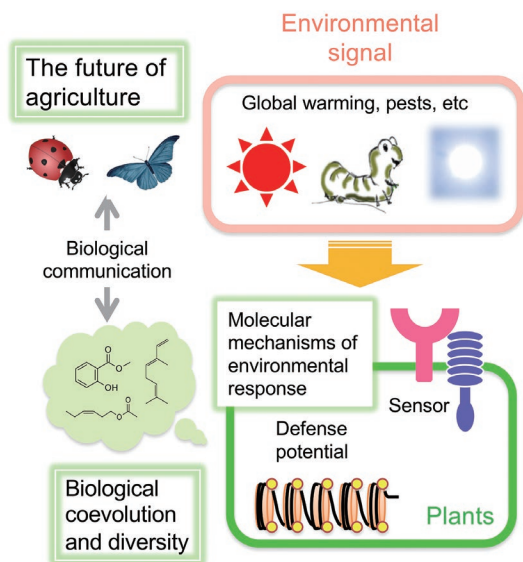 The future of
agriculture
Environmental
signal
Global warming, pests, etc
Biological
communication
O
O
OH
O
O
Molecular
mechanisms of
environmental
response
Sensor
Defense
potential
Biological
coevolution
and diversity
Plants